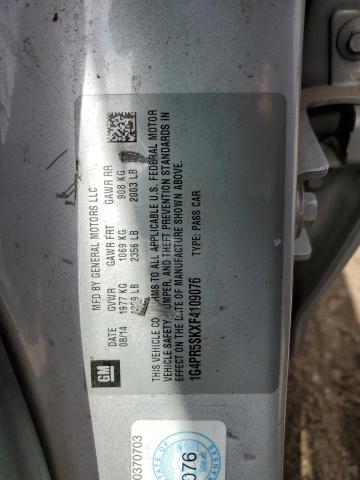 MFD BY GENERAL MOTORS LLC
DATE GVWR GAWR FRT GAWR RR
08/14 1977 KG 1069 KG 908 KG
LB 2356 LB 2003 LB
THIS VEHICLE TO ALL APPLICABLE U.S. FEDERAL MOTOR
VEHICLE SAFETY, AND THEFT PREVENTION STANDARDS IN
EFFECT ON THE DATE OF MANUFACTURE SHOWN ABOVE.
1G4PR5SKXF4109076 TYPE: PASS CAR
GM
0370703
076